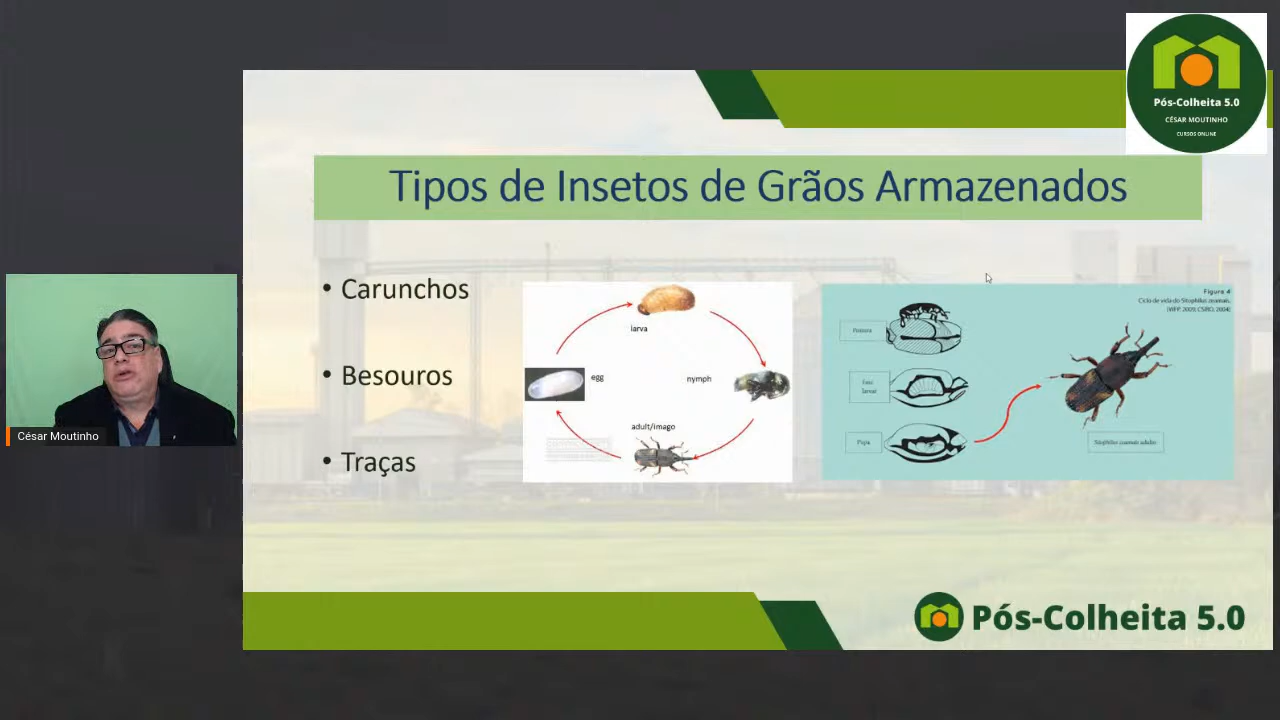 Pós-Colheita 5.0
CÉSAR MOUTINHO
CURSOS ONLINE
Tipos de Insetos de Grãos Armazenados
• Carunchos
• Besouros
• Traças
larva
egg
nymph
adult/imago
Figura 4
Ciclo de vida do Sitophilus zeamais.
(WFP, 2009; CSIRO, 2004)
Postura
Fase
larval
Pupa
Sitophilus zeamais adulto
César Moutinho
Pós-Colheita 5.0